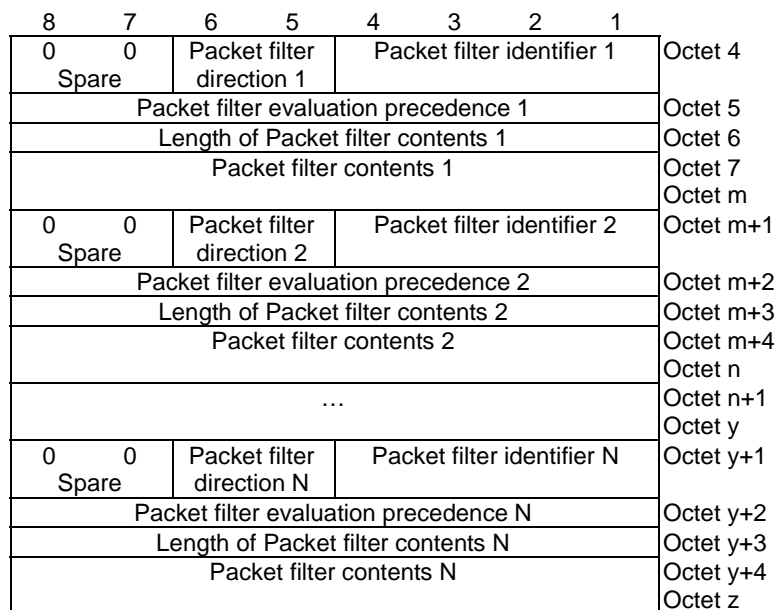 8 7 6 5 4 3 2 1
0 0 Packet filter Packet filter identifier 1 Octet 4
Spare direction 1
Packet filter evaluation precedence 1 Octet 5
Length of Packet filter contents 1 Octet 6
Packet filter contents 1 Octet 7
Octet m
0 0 Packet filter Packet filter identifier 2 Octet m+1
Spare direction 2
Packet filter evaluation precedence 2 Octet m+2
Length of Packet filter contents 2 Octet m+3
Packet filter contents 2 Octet m+4
Octet n
… Octet n+1
Octet y
0 0 Packet filter Packet filter identifier N Octet y+1
Spare direction N
Packet filter evaluation precedence N Octet y+2
Length of Packet filter contents N Octet y+3
Packet filter contents N Octet y+4
Octet z